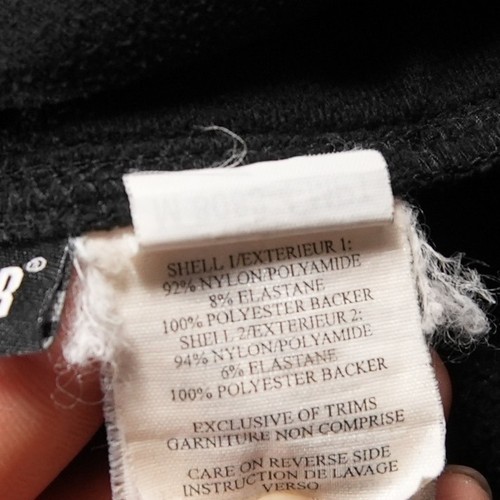 SHELL 1/EXTERIEUR 1:
92% NYLON/POLYAMIDE
8% ELASTANE
100% POLYESTER BACKER
SHELL 2/EXTERIEUR 2:
94% NYLON/POLYAMIDE
6% ELASTANE
100% POLYESTER BACKER
EXCLUSIVE OF TRIMS
GARNITURE NON COMPRISE
CARE ON REVERSE SIDE
INSTRUCTION DE LAVAGE
VERSO
R®